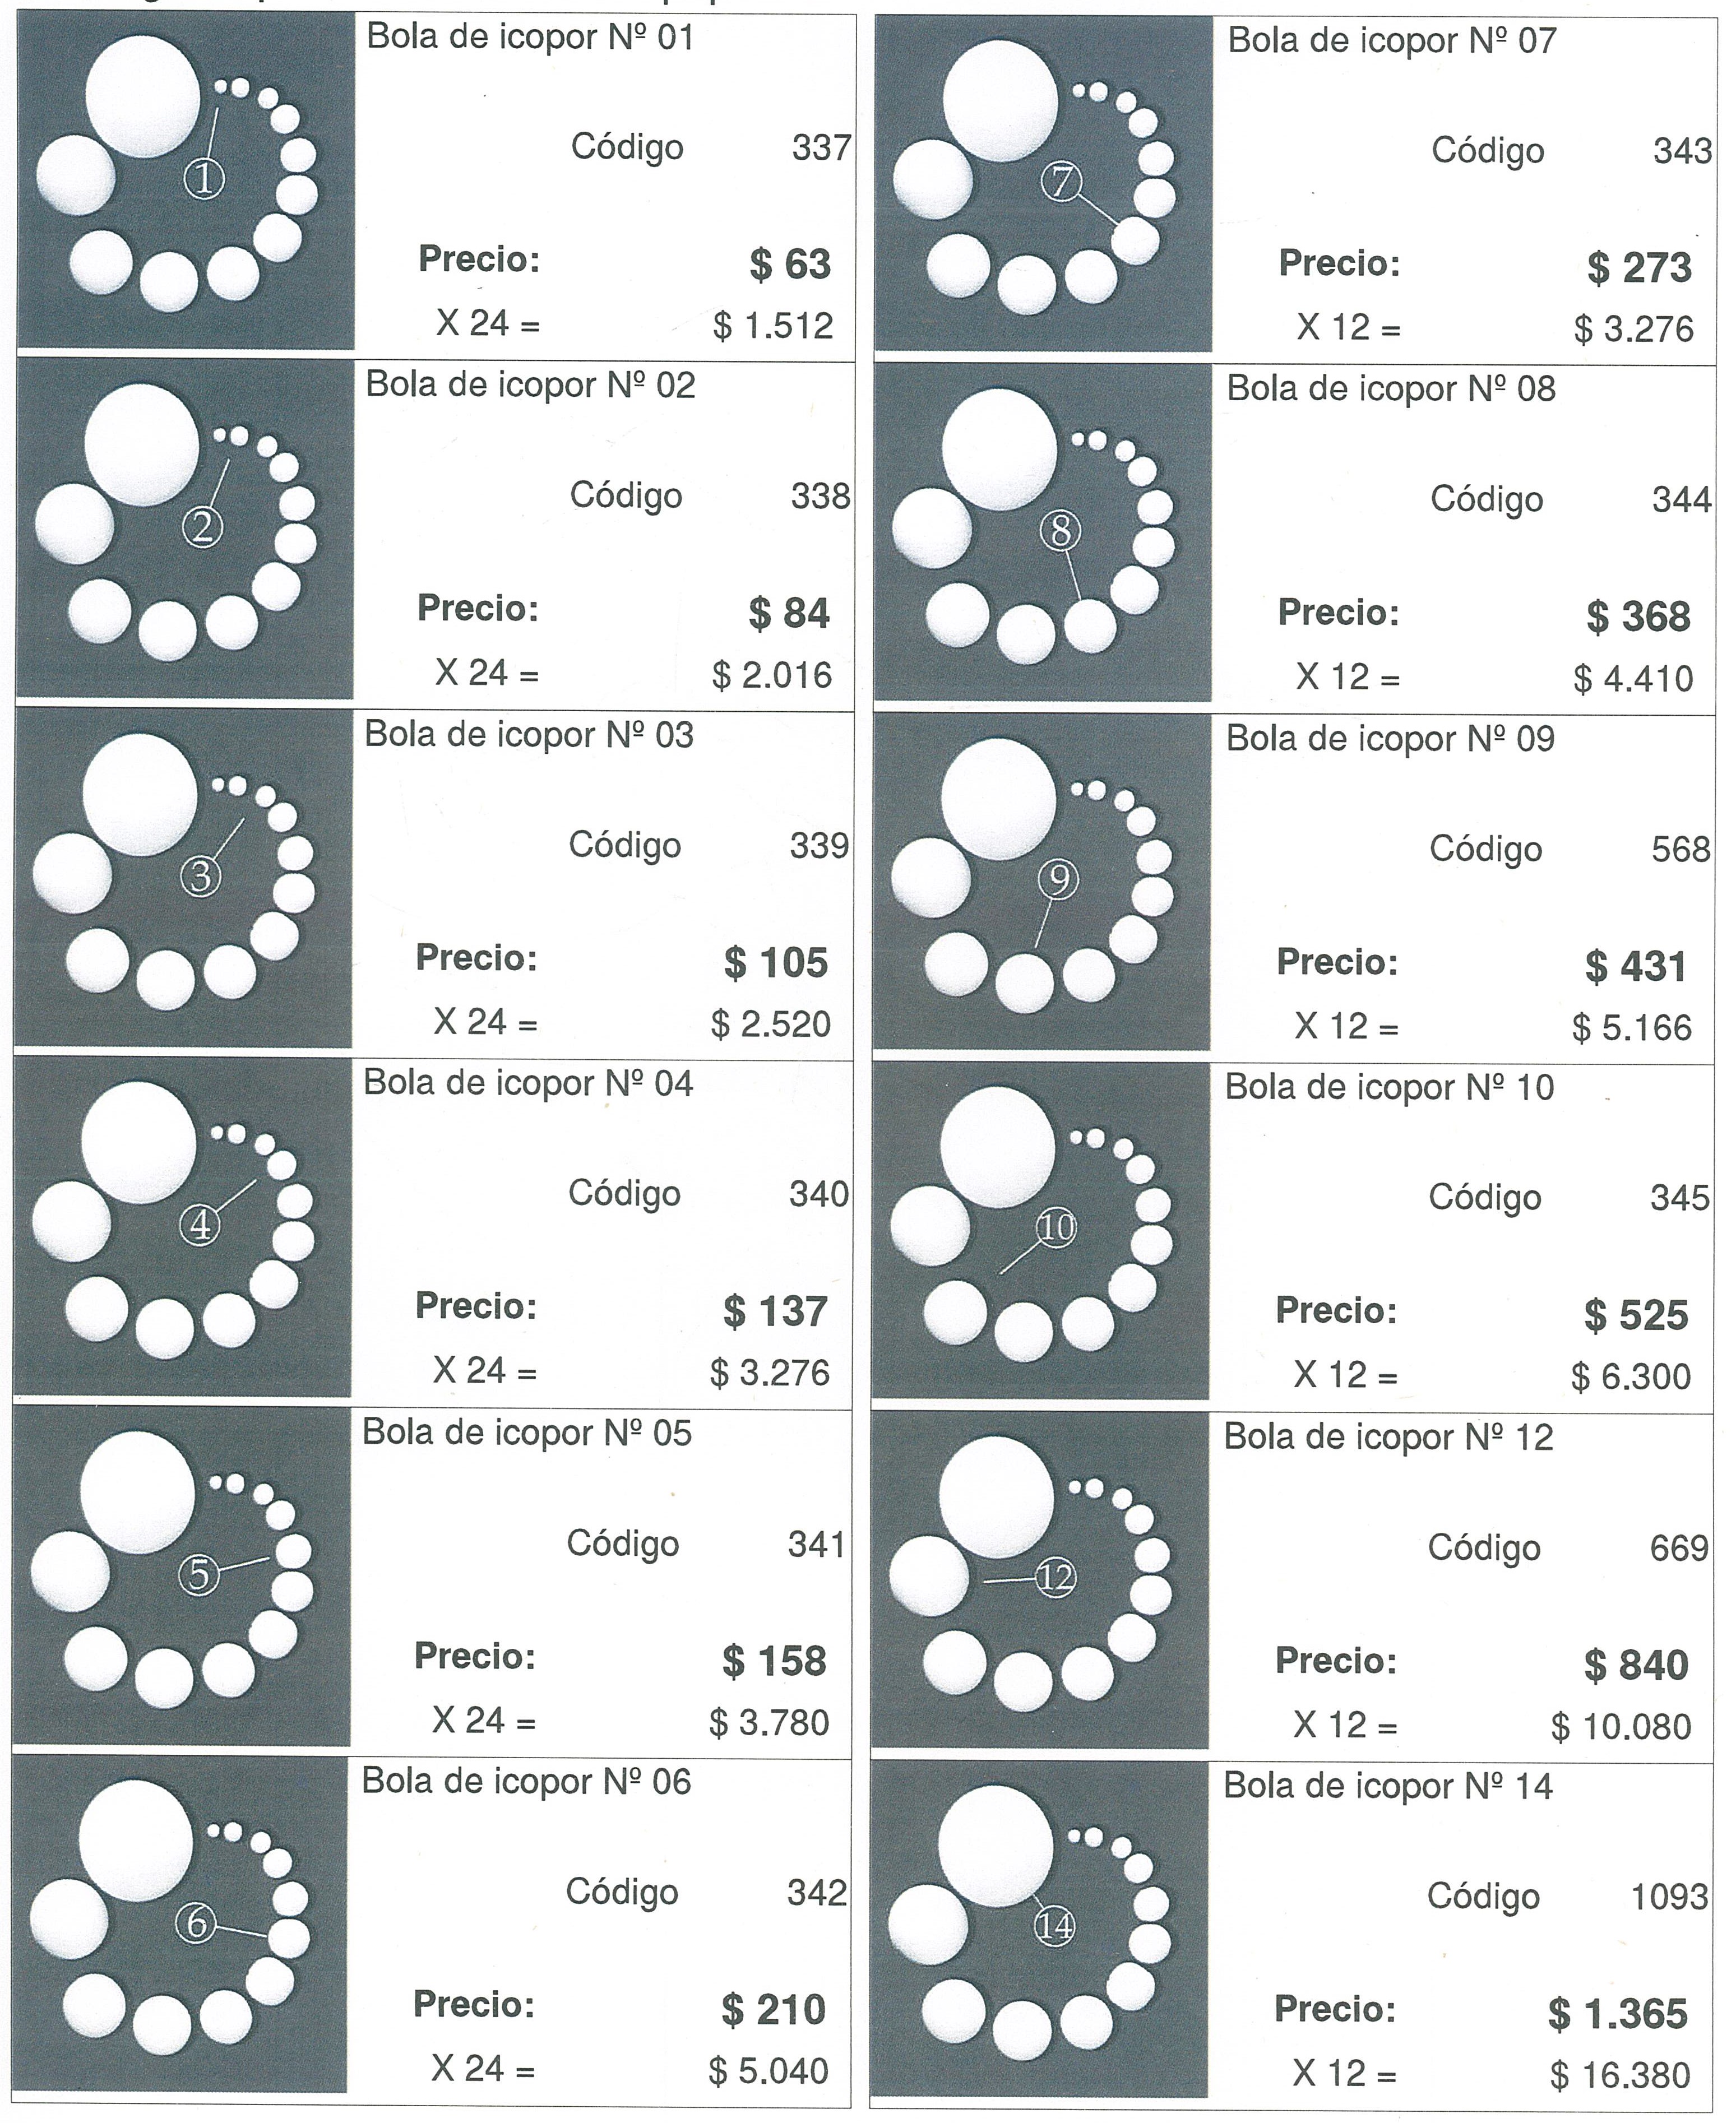 Bola de icopor Nº 01
1
Código 337
Precio: $ 63
X 24 = $ 1.512
Bola de icopor Nº 02
2
Código 338
Precio: $ 84
X 24 = $ 2.016
Bola de icopor Nº 03
3
Código 339
Precio: $ 105
X 24 = $ 2.520
Bola de icopor Nº 04
4
Código 340
Precio: $ 137
X 24 = $ 3.276
Bola de icopor Nº 05
5
Código 341
Precio: $ 158
X 24 = $ 3.780
Bola de icopor Nº 06
6
Código 342
Precio: $ 210
X 24 = $ 5.040
Bola de icopor Nº 07
7
Código 343
Precio: $ 273
X 12 = $ 3.276
Bola de icopor Nº 08
8
Código 344
Precio: $ 368
X 12 = $ 4.410
Bola de icopor Nº 09
9
Código 568
Precio: $ 431
X 12 = $ 5.166
Bola de icopor Nº 10
10
Código 345
Precio: $ 525
X 12 = $ 6.300
Bola de icopor Nº 12
12
Código 669
Precio: $ 840
X 12 = $ 10.080
Bola de icopor Nº 14
14
Código 1093
Precio: $ 1.365
X 12 = $ 16.380